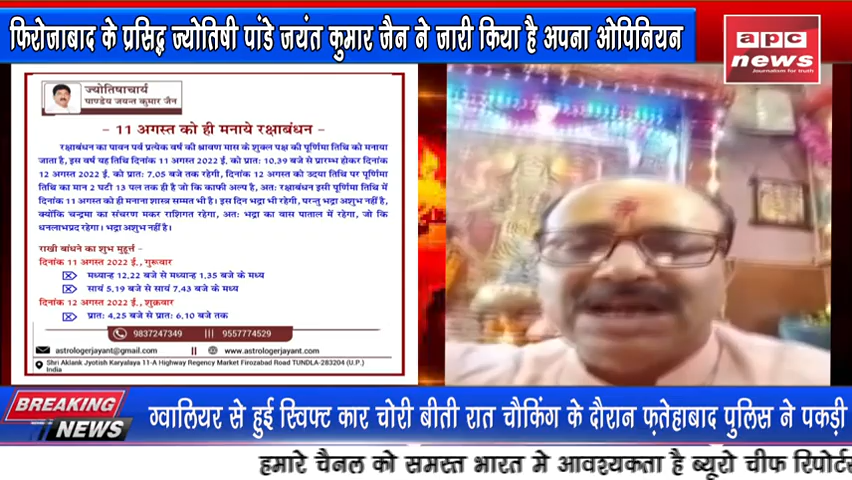 फिरोजाबाद के प्रसिद्ध ज्योतिषी पांडे जयंत कुमार जैन ने जारी किया है अपना ओपिनियन
apc
news
Journalism for truth
ज्योतिषाचार्य
पाण्डेय जयन्त कुमार जैन
- 11 अगस्त को ही मनाये रक्षाबंधन -
रक्षाबंधन का पावन पर्व प्रत्येक वर्ष की श्रावण मास के शुक्ल पक्ष की पूर्णिमा तिथि को मनाया
जाता है, इस वर्ष यह तिथि दिनांक 11 अगस्त 2022 ई. को प्रात: 10,39 बजे से प्रारम्भ होकर दिनांक
12 अगस्त 2022 ई. को प्रात: 7,05 बजे तक रहेगी, दिनांक 12 अगस्त को उदया तिथि पर पूर्णिमा
तिथि का मान 2 घटी 13 पल तक ही है जो कि काफी अल्प है, अत: रक्षाबंधन इसी पूर्णिमा तिथि में
दिनांक 11 अगस्त को ही मनाना शास्त्र सम्मत भी है। इस दिन भद्रा भी रहेगी, परन्तु भद्रा अशुभ नहीं है,
क्योंकि चन्द्रमा का संचरण मकर राशिगत रहेगा, अत: भद्रा का वास पाताल में रहेगा, जो कि
धनलाभप्रद रहेगा। भद्रा अशुभ नहीं है।
राखी बांधने का शुभ मुहूर्त्त -
दिनांक 11 अगस्त 2022 ई., गुरूवार
मध्यान्ह 12,22 बजे से मध्यान्ह 1,35 बजे के मध्य
सायं 5,19 बजे से सायं 7,43 बजे के मध्य
दिनांक 12 अगस्त 2022 ई., शुक्रवार
प्रात: 4,25 बजे से प्रात: 6,10 बजे तक
9837247349 ||| 9557774529
astrologerjayant@gmail.com || www.astrologerjayant.com
Shri Aklank Jyotish Karyalaya 11-A Highway Regency Market Firozabad Road TUNDLA-283204 (U.P.)
India
BREAKING
NEWS
ग्वालियर से हुई स्विफ्ट कार चोरी बीती रात चौकिंग के दौरान फ़तेहाबाद पुलिस ने पकड़ी
हमारे चैनल को समस्त भारत मे आवश्यकता है ब्यूरो चीफ रिपोर्टर